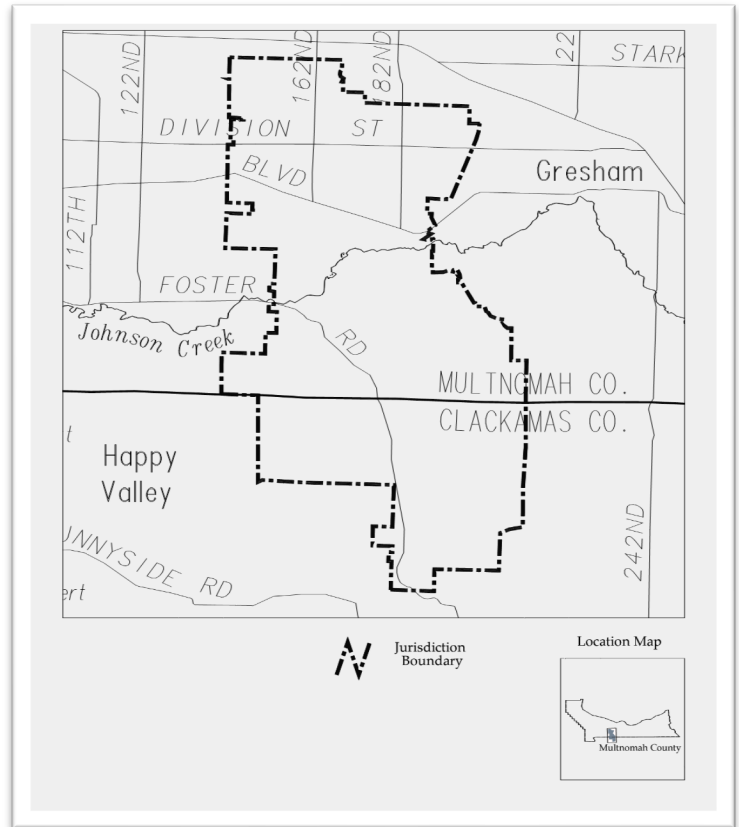 122ND
162ND
182ND
22
STARK
DIVISION ST
BLVD
Gresham
112TH
FOSTER
Johnson Creek
RD
MULTNOMAH CO.
CLACKAMAS CO.
Happy
Valley
UNNYSIDE RD
242ND
ert
t
Jurisdiction
Boundary
Location Map
Multnomah County